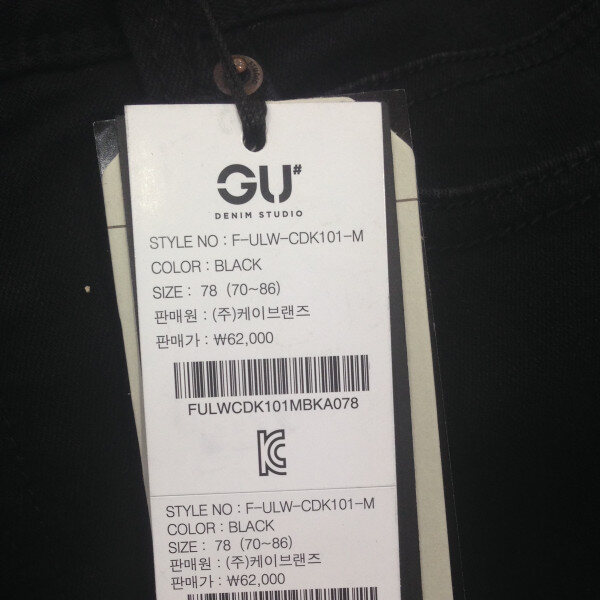 GU#
DENIM STUDIO
STYLE NO : F-ULW-CDK101-M
COLOR : BLACK
SIZE : 78 (70~86)
판매원 : (주)케이브랜즈
판매가 : ₩62,000
FULWCDK101MBKA078
STYLE NO : F-ULW-CDK101-M
COLOR : BLACK
SIZE : 78 (70~86)
판매원 : (주)케이브랜즈
판매가 : ₩62,000